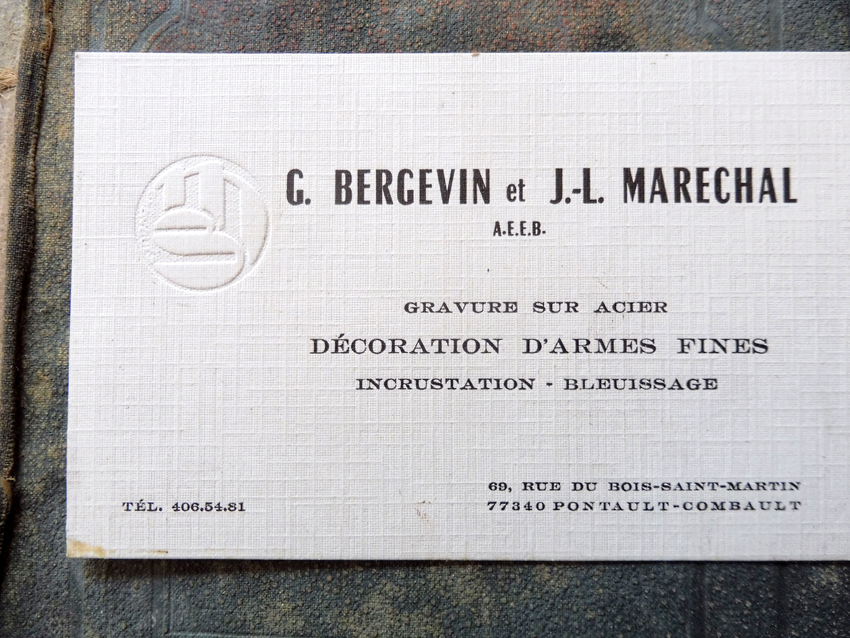 G. BERGEVIN et J.-L. MARECHAL
A.E.E.B.
GRAVURE SUR ACIER
DÉCORATION D'ARMES FINES
INCRUSTATION - BLEUISSAGE
69, RUE DU BOIS-SAINT-MARTIN
TÉL. 406.54.81
77340 PONTAULT-COMBAULT